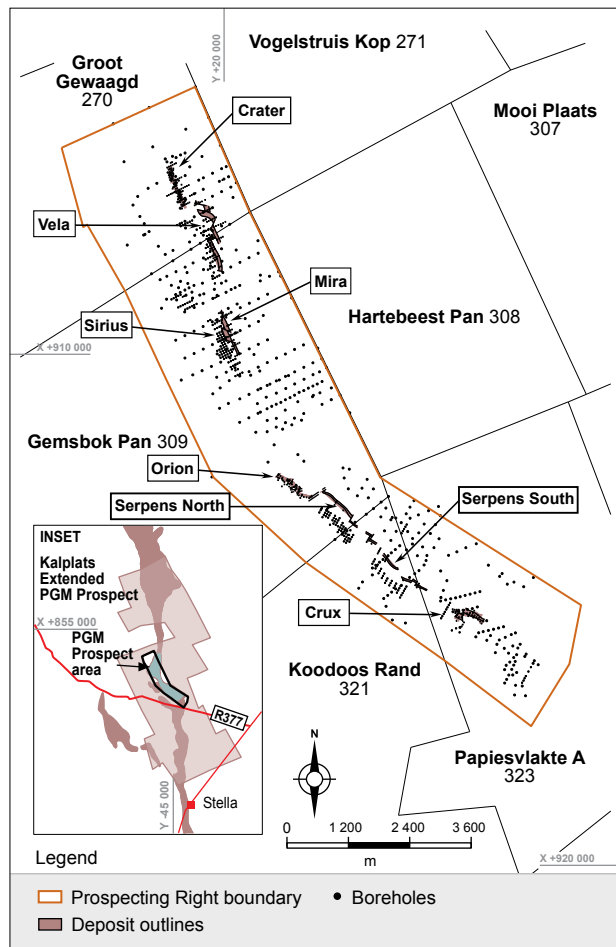 Vogelstruis Kop 271
Y +20 000
Groot
Gewaagd
270
Crater
Mooi Plaats
307
Vela
Mira
Hartebeest Pan 308
Sirius
X +910 000
Gemsbok Pan 309
Orion
Serpens North
Serpens South
INSET
Kalplats
Extended
PGM Prospect
Crux
X +855 000
PGM
Prospect
area
Koodoos Rand
321
R377
Papiesvlakte A
323
N
Y -45 000
Stella
0 1 200 2 400 3 600
m
X +920 000
Legend
Prospecting Right boundary
Boreholes
Deposit outlines